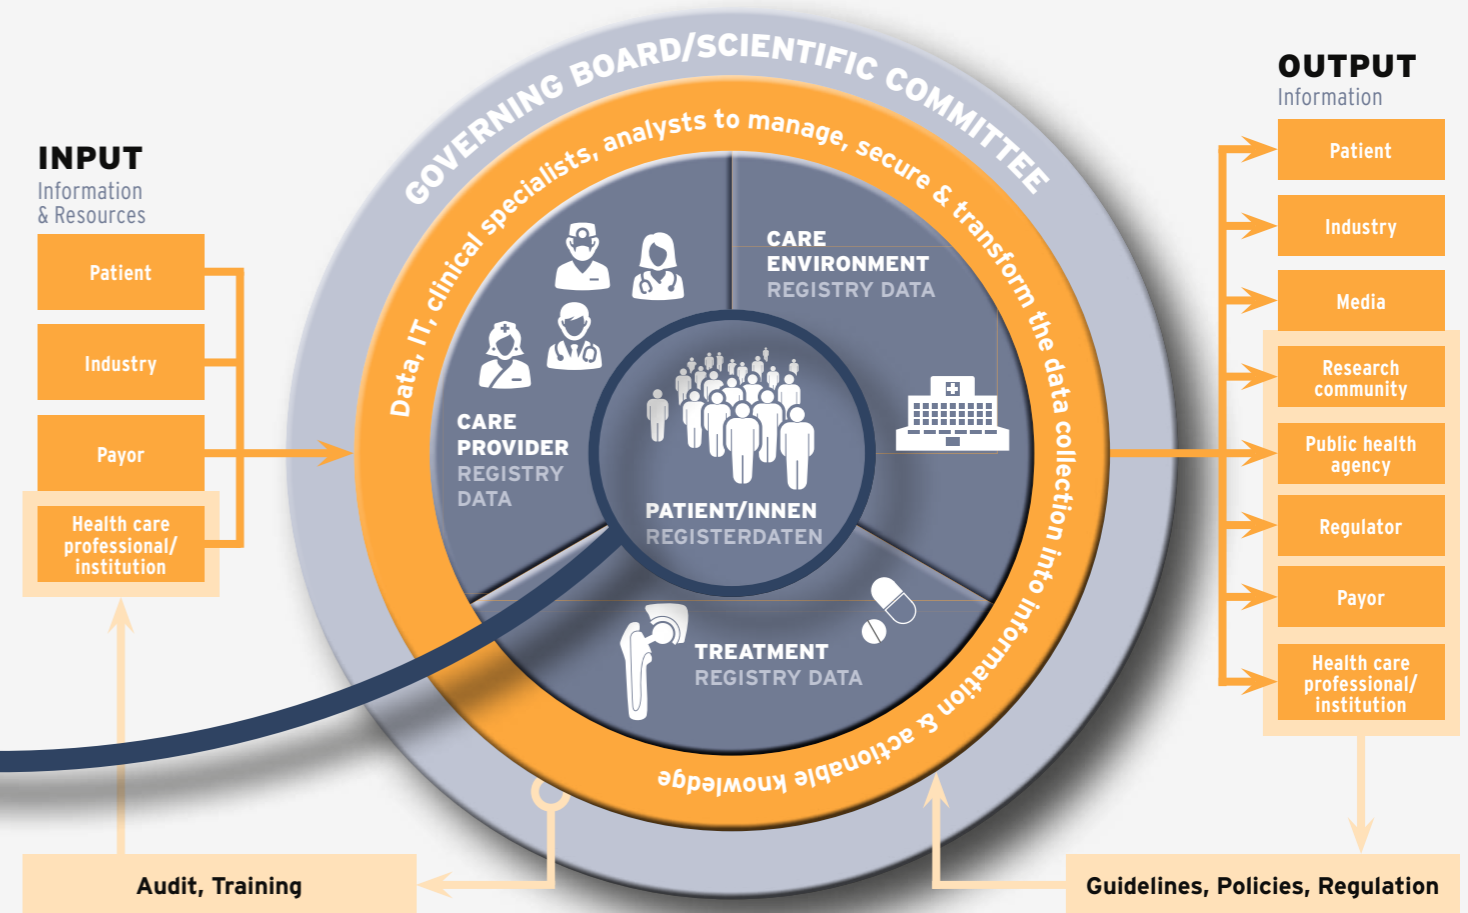 GOVERNING BOARD/SCIENTIFIC COMMITTEE
Data, IT, clinical specialists, analysts to manage, secure & transform the data collection into information & actionable knowledge
INPUT
Information
& Resources
Patient
Industry
Payor
Health care
professional/
institution
CARE
PROVIDER
REGISTRY
DATA
CARE
ENVIRONMENT
REGISTRY DATA
PATIENT/INNEN
REGISTERDATEN
TREATMENT
REGISTRY DATA
OUTPUT
Information
Patient
Industry
Media
Research
community
Public health
agency
Regulator
Payor
Health care
professional/
institution
Audit, Training
Guidelines, Policies, Regulation